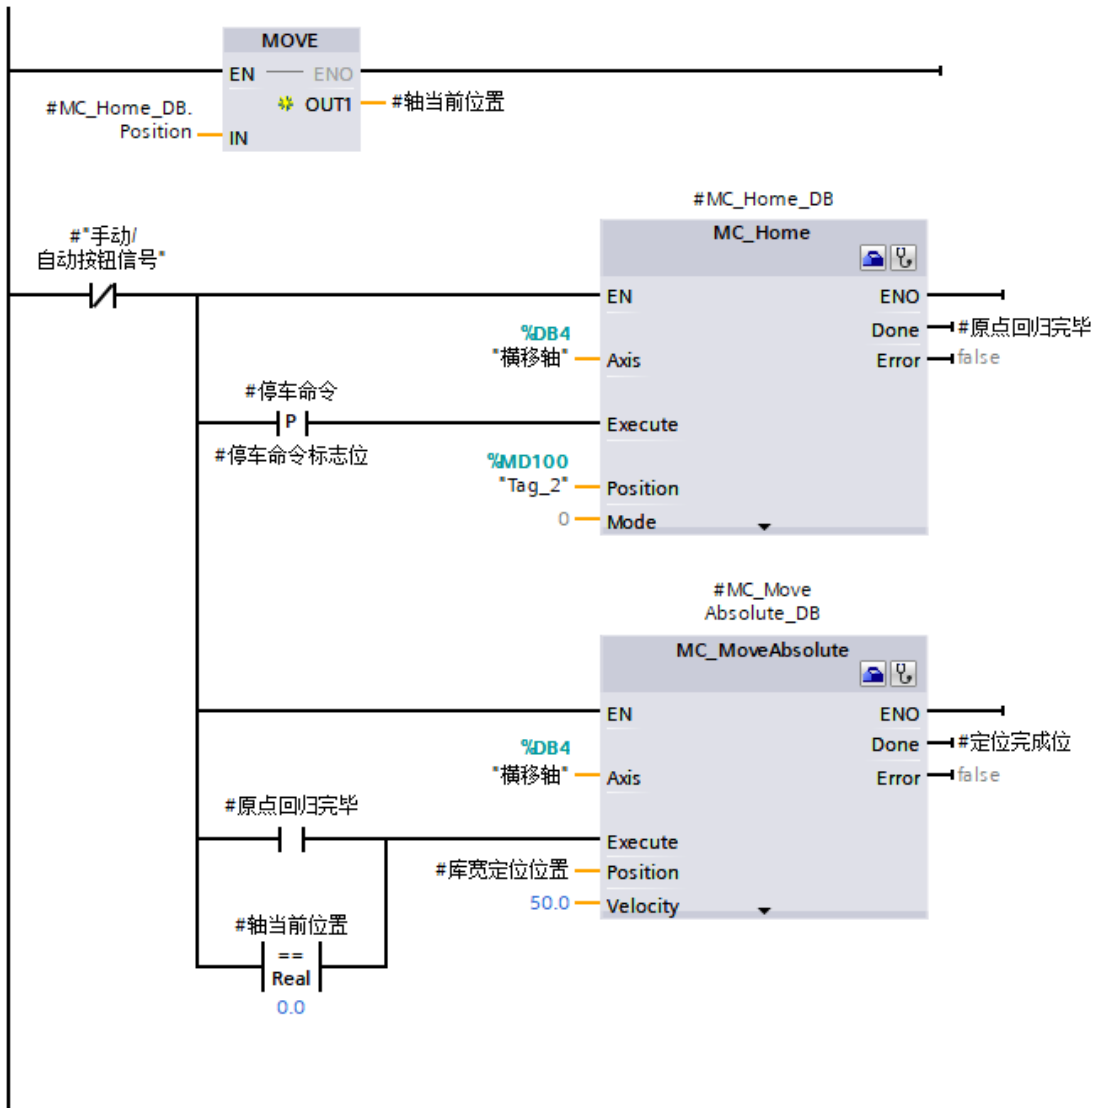 MOVE
EN
ENO
#MC_Home_DB.
Position
OUT1
#轴当前位置
IN
#MC_Home_DB
MC_Home
#"手动/
自动按钮信号"
EN
ENO
%DB4
"横移轴"
Axis
Done
#原点回归完毕
Error
false
#停车命令
P
#停车命令标志位
Execute
%MD100
"Tag_2"
Position
0
Mode
#MC_Move
Absolute_DB
MC_MoveAbsolute
EN
ENO
%DB4
"横移轴"
Axis
Done
#定位完成位
Error
false
#原点回归完毕
Execute
#库宽定位位置
Position
50.0
Velocity
#轴当前位置
==
Real
0.0